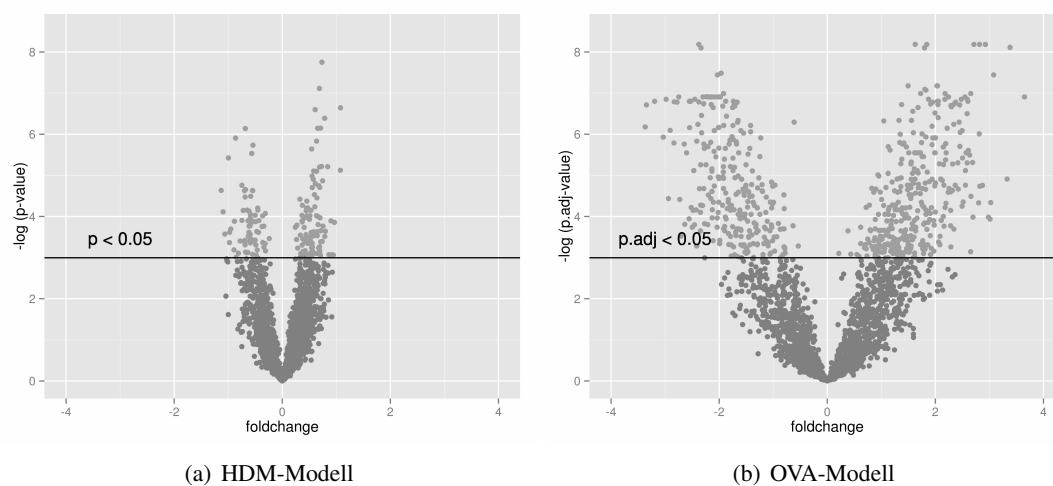 8
6
4
2
0
-log (p-value)
p < 0.05
-4 -2 0 2 4
foldchange
(a) HDM-Modell
8
6
4
2
0
-log (p.adj-value)
p.adj < 0.05
-4 -2 0 2 4
foldchange
(b) OVA-Modell